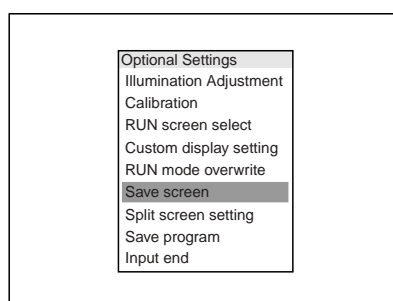 Optional Settings
Illumination Adjustment
Calibration
RUN screen select
Custom display setting
RUN mode overwrite
Save screen
Split screen setting
Save program
Input end